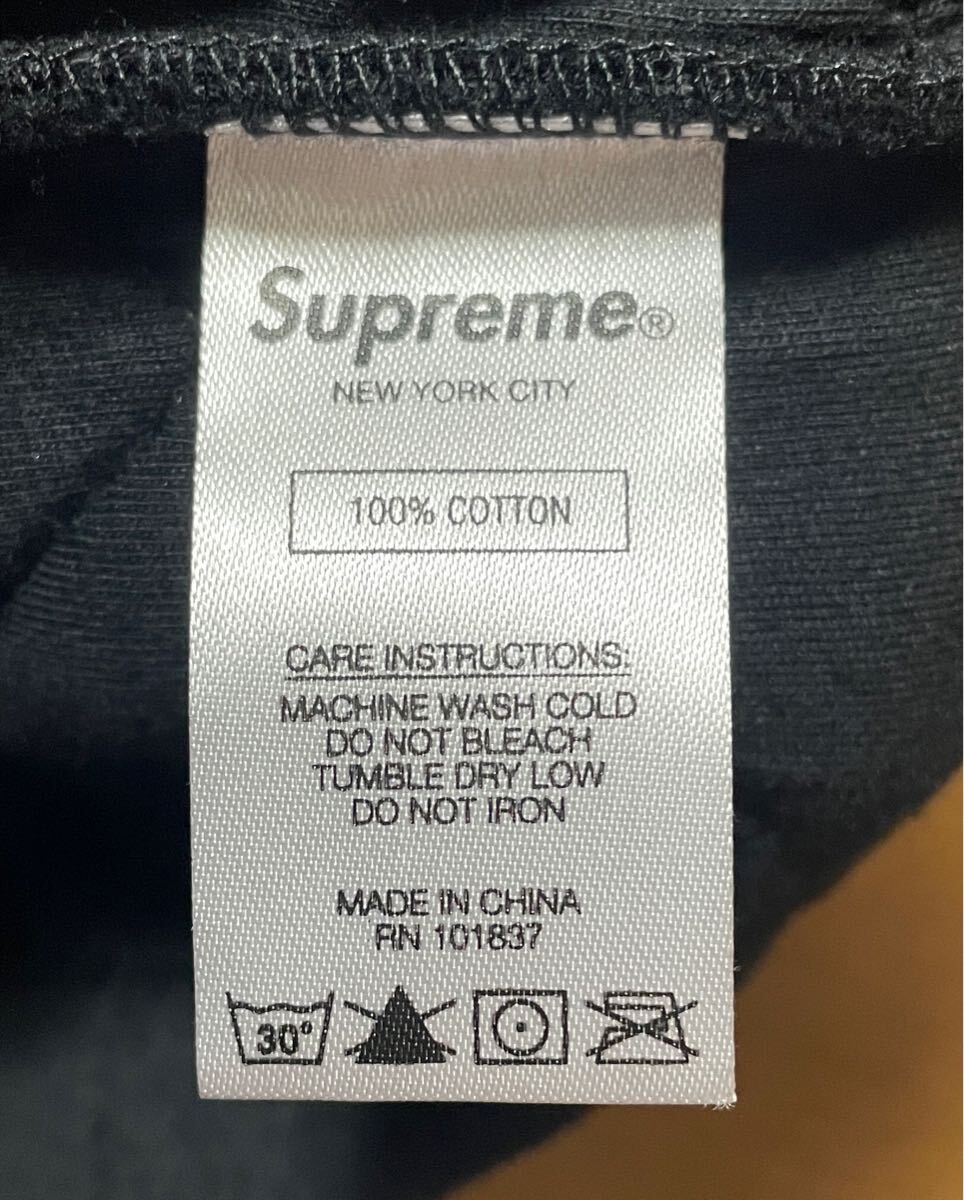 Supreme®
NEW YORK CITY
100% COTTON
CARE INSTRUCTIONS:
MACHINE WASH COLD
DO NOT BLEACH
TUMBLE DRY LOW
DO NOT IRON
MADE IN CHINA
RN 101837
30°